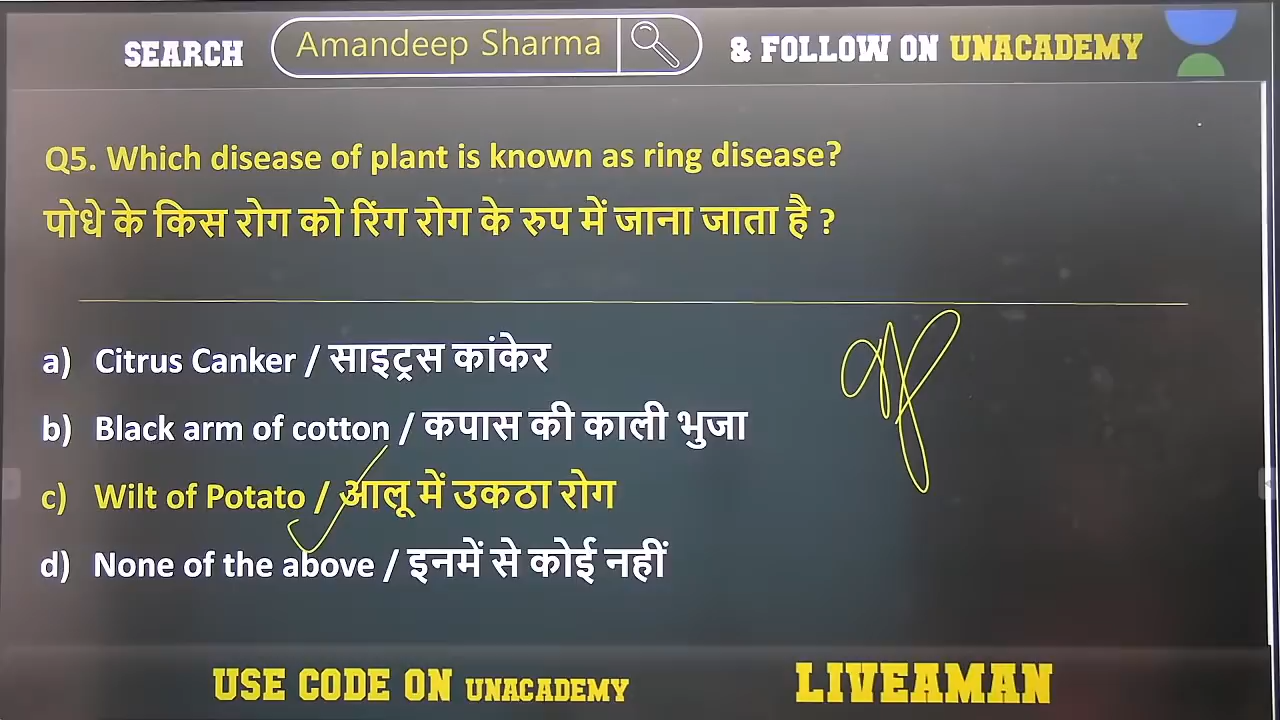 SEARCH Amandeep Sharma & FOLLOW ON UNACADEMY
Q5. Which disease of plant is known as ring disease?
पोधे के किस रोग को रिंग रोग के रुप में जाना जाता है ?
a) Citrus Canker / साइट्रस कांकेर
b) Black arm of cotton / कपास की काली भुजा
c) Wilt of Potato / आलू में उकठा रोग
d) None of the above / इनमें से कोई नहीं
USE CODE ON UNACADEMY LIVEAMAN